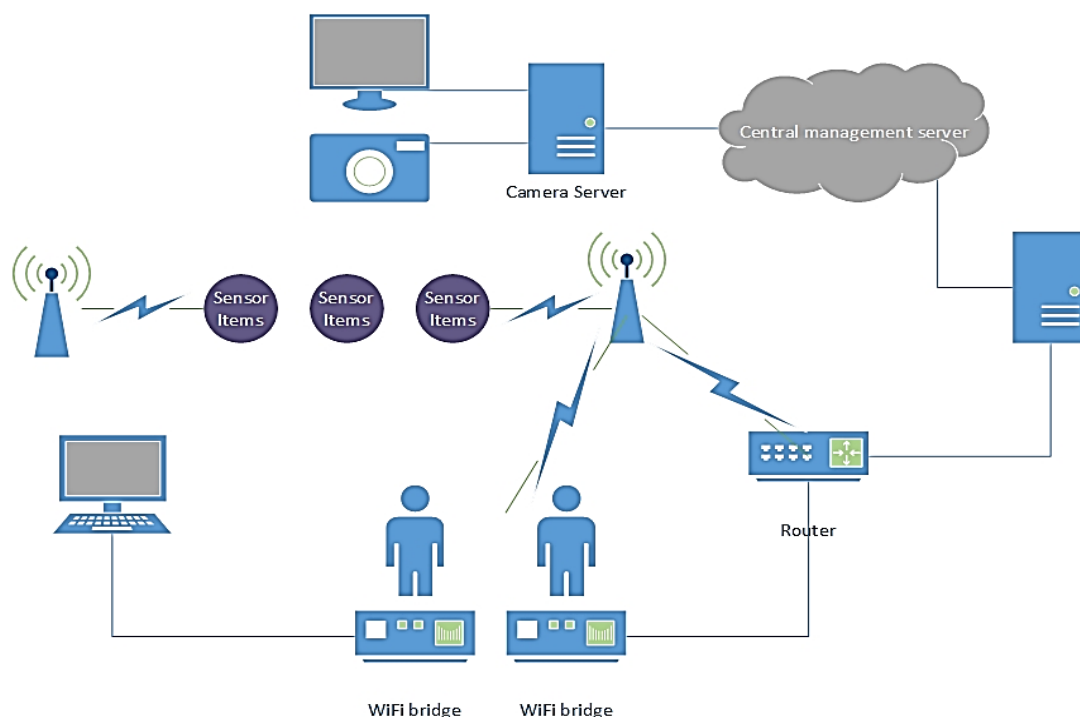 Central management server
Camera Server
Sensor
Items
Sensor
Items
Sensor
Items
Router
WiFi bridge
WiFi bridge